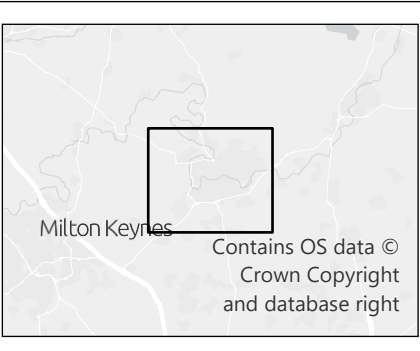 Milton Keynes
Contains OS data ©
Crown Copyright
and database right